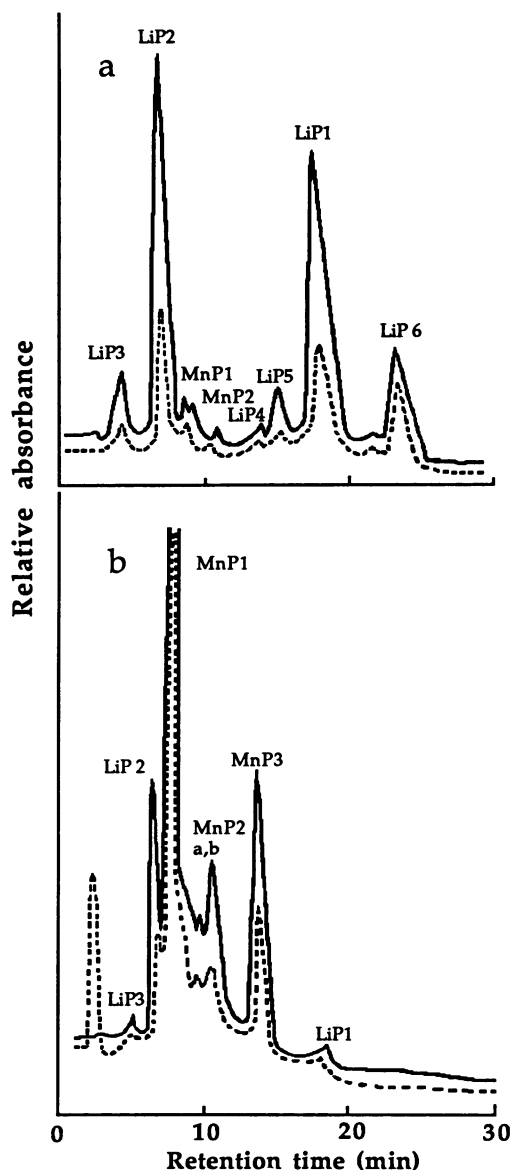 LiP2
a
LiP1
LiP3
LiP 6
MnP1
LiP5
MnP2
LiP4
Relative absorbance
b
MnP1
LiP 2
MnP3
MnP2
a,b
LiP3
LiP1
0 10 20 30
Retention time (min)